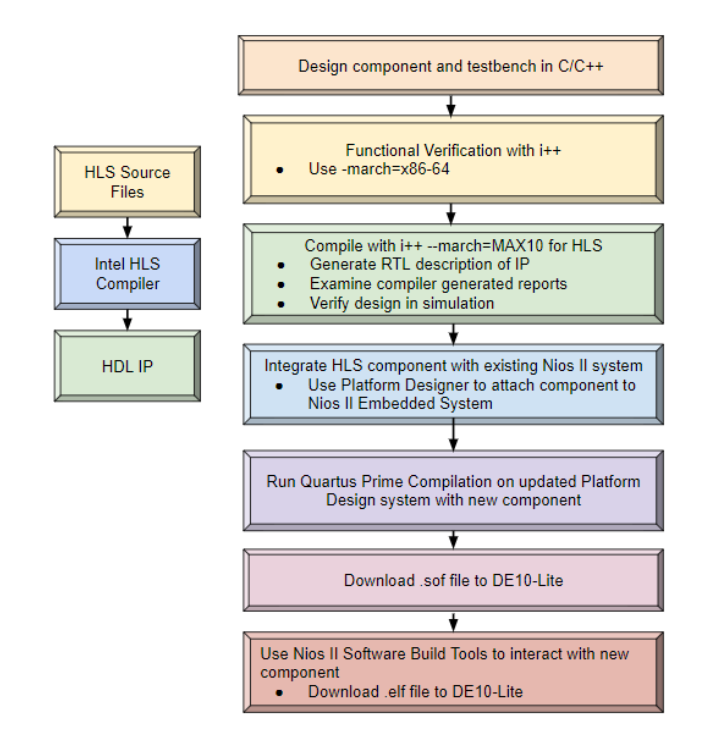 Design component and testbench in C/C++
Functional Verification with i++
● Use -march=x86-64
HLS Source
Files
Compile with i++ --march=MAX10 for HLS
● Generate RTL description of IP
● Examine compiler generated reports
● Verify design in simulation
Intel HLS
Compiler
HDL IP
Integrate HLS component with existing Nios II system
● Use Platform Designer to attach component to
Nios II Embedded System
Run Quartus Prime Compilation on updated Platform
Design system with new component
Download .sof file to DE10-Lite
Use Nios II Software Build Tools to interact with new
component
● Download .elf file to DE10-Lite